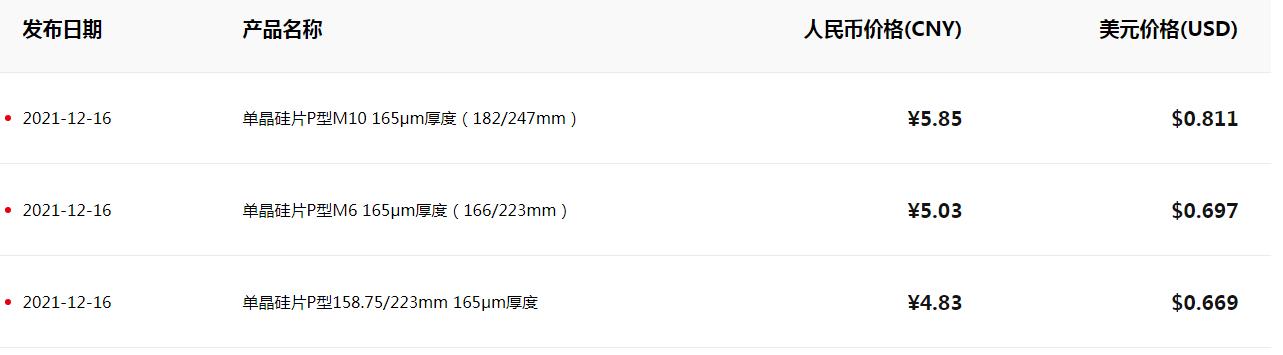 发布日期 产品名称 人民币价格(CNY) 美元价格(USD)
2021-12-16 单晶硅片P型M10 165μm厚度（182/247mm） ¥5.85 $0.811
2021-12-16 单晶硅片P型M6 165μm厚度（166/223mm） ¥5.03 $0.697
2021-12-16 单晶硅片P型158.75/223mm 165μm厚度 ¥4.83 $0.669